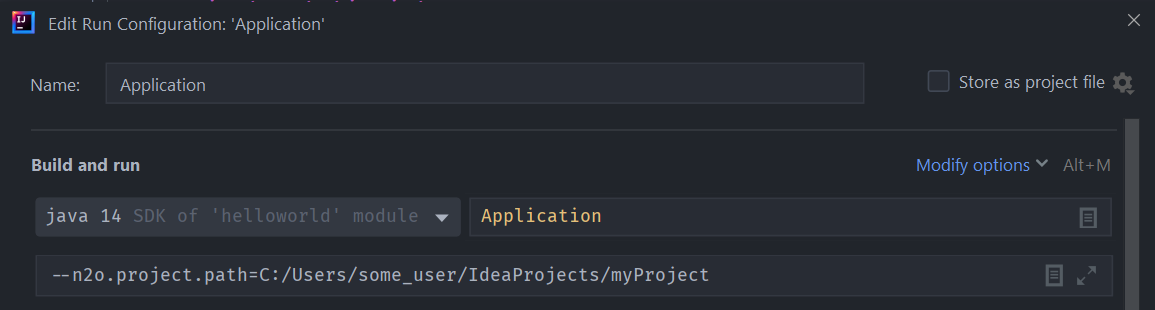 Edit Run Configuration: 'Application'
Name: Application Store as project file
Build and run Modify options Alt+M
java 14 SDK of 'helloworld' module Application
--n2o.project.path=C:/Users/some_user/IdeaProjects/myProject